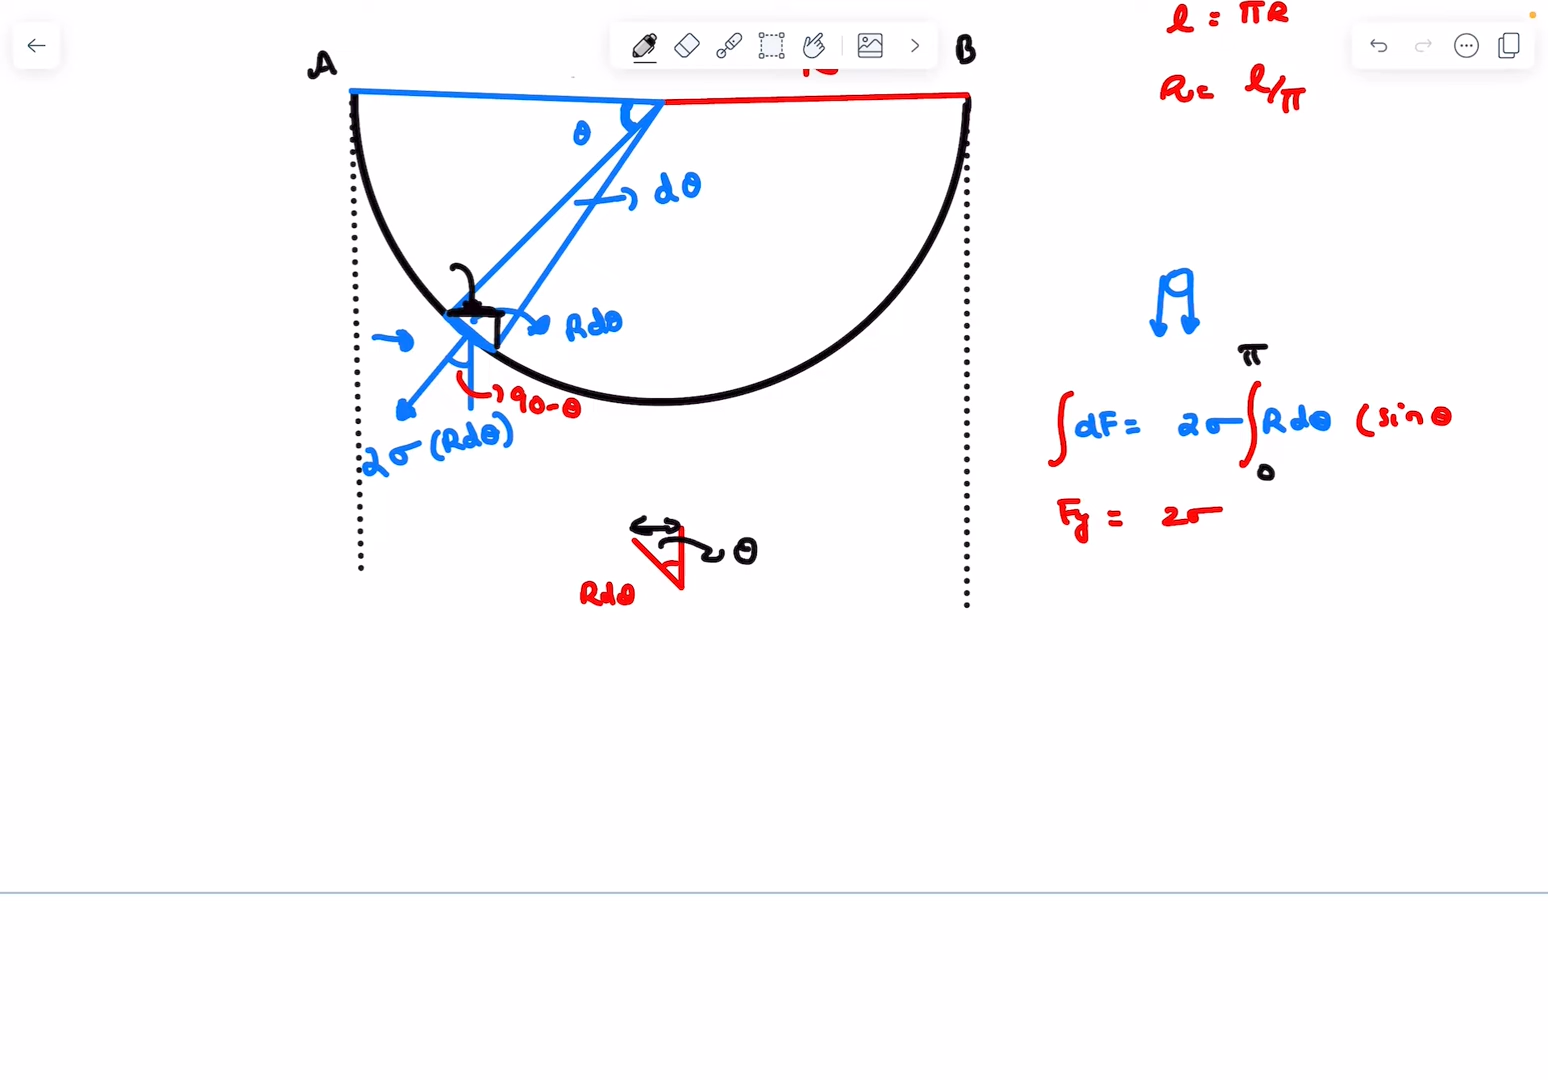 l = πR
A
B
R = l/π
θ
dθ
Rdθ
90-θ
2σ(Rdθ)
π
∫dF = 2σ∫Rdθ (sinθ
0
Fy = 2σ
θ
Rdθ